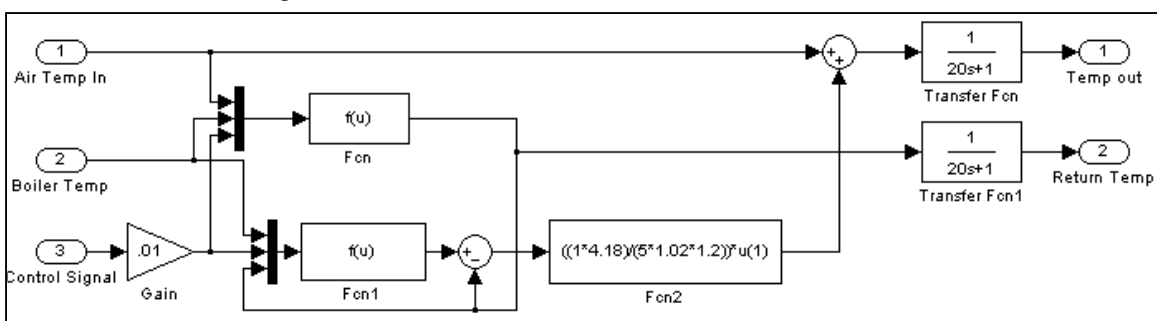 1
Air Temp In
2
Boiler Temp
3
Control Signal
.01
Gain
f(u)
Fcn
f(u)
Fcn1
+
−
((1*4.18)/(5*1.02*1.2))*u(1)
Fcn2
+
+
1
20s+1
Transfer Fcn
1
Temp out
1
20s+1
Transfer Fcn1
2
Return Temp